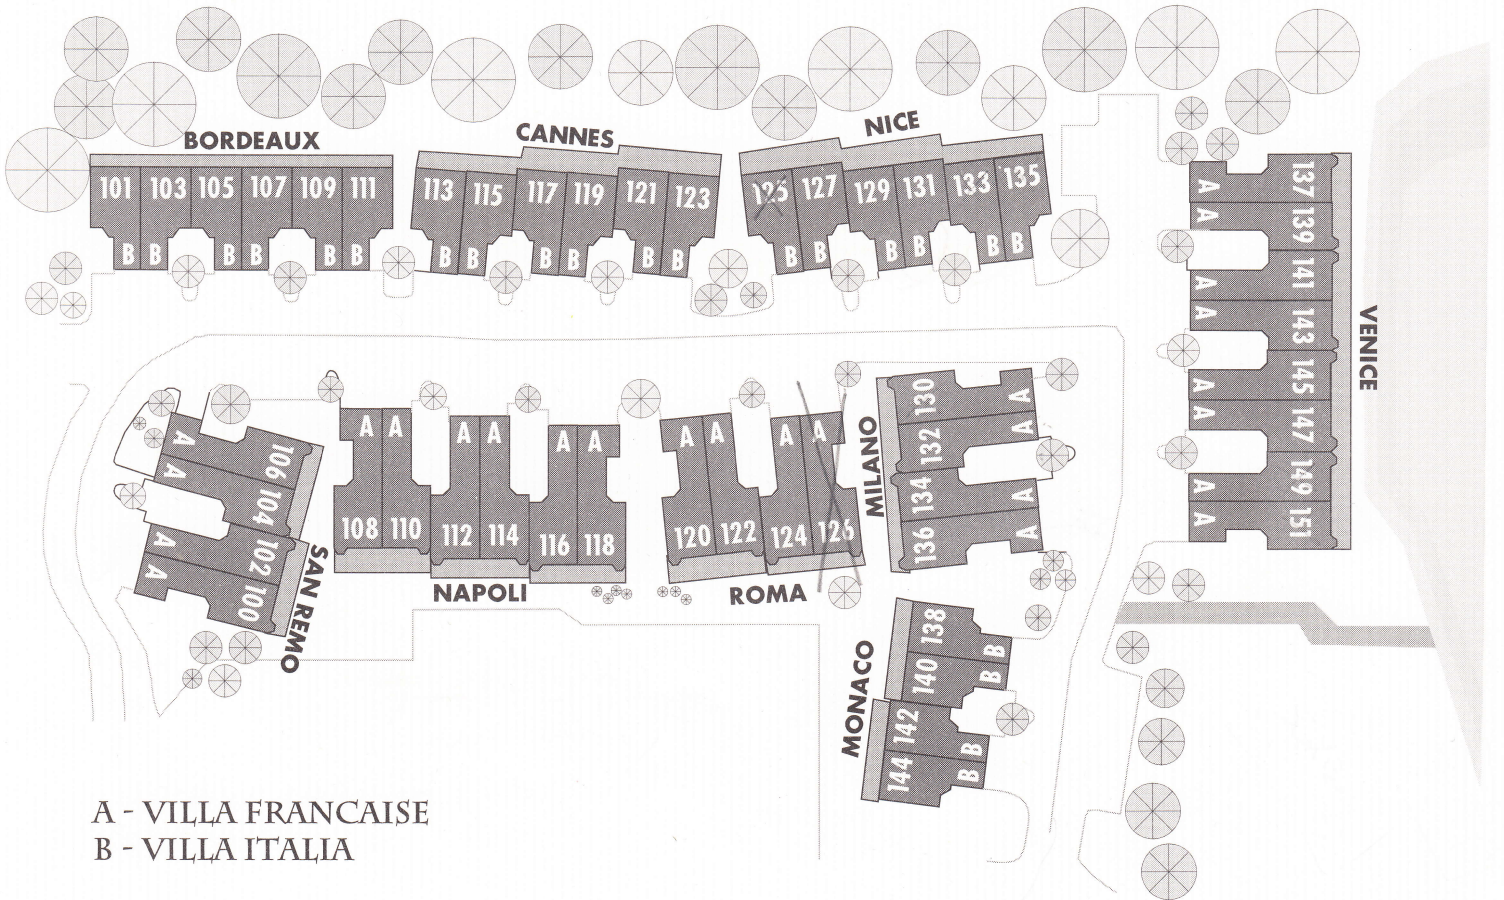 BORDEAUX
101 103 105 107 109 111
B B B B B B
CANNES
113 115 117 119 121 123
B B B B B B
NICE
125 127 129 131 133 135
B B B B B B
VENICE
137 139 141 143 145 147 149 151
A A A A A A A A
SAN REMO
106 104 102 100
A A A A
NAPOLI
A A A A A A
108 110 112 114 116 118
ROMA
A A A A
120 122 124 126
MILANO
130 132 134 136
A A A A
MONACO
138 140 142 144
B B B B
A - VILLA FRANCAISE
B - VILLA ITALIA